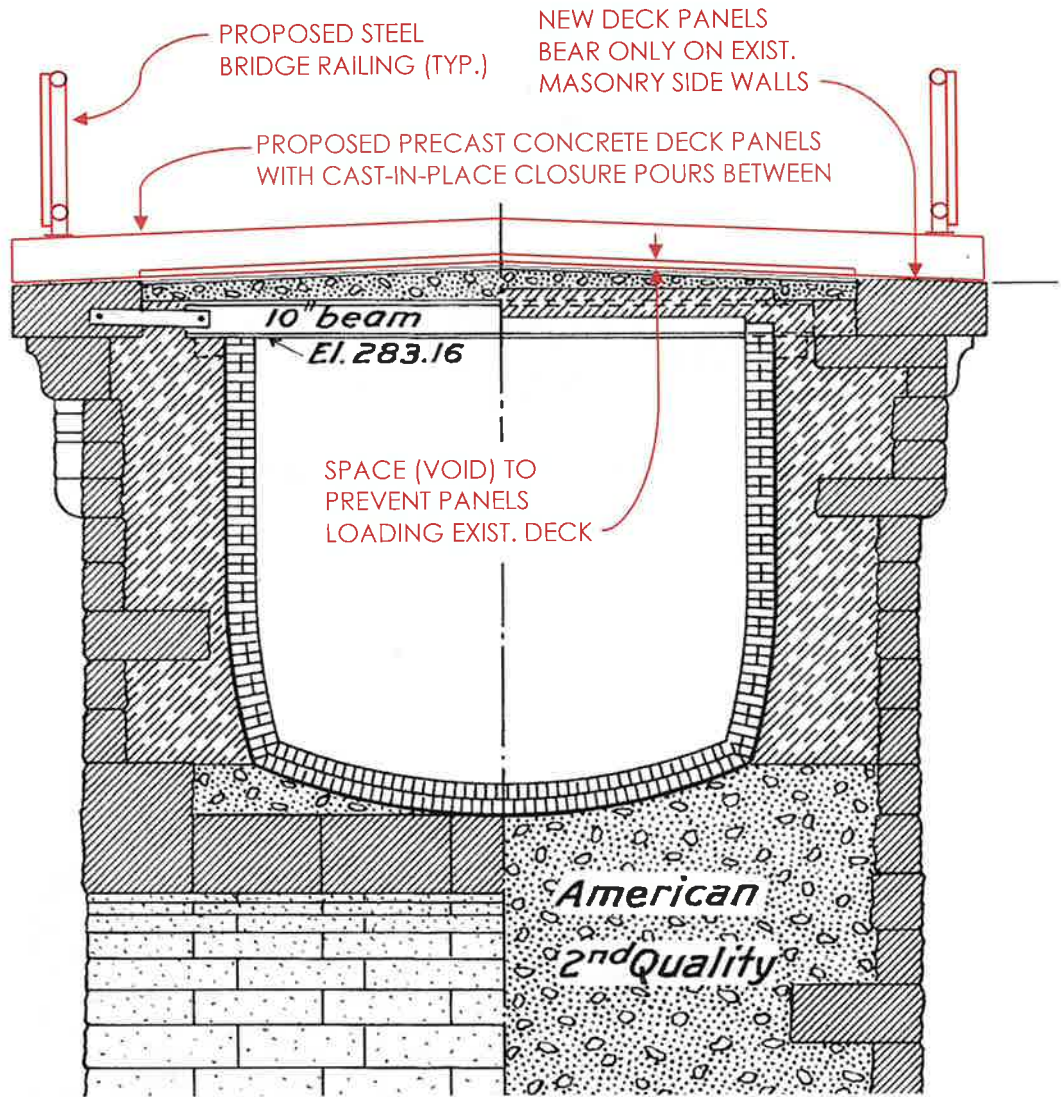 PROPOSED STEEL
BRIDGE RAILING (TYP.)
NEW DECK PANELS
BEAR ONLY ON EXIST.
MASONRY SIDE WALLS
PROPOSED PRECAST CONCRETE DECK PANELS
WITH CAST-IN-PLACE CLOSURE POURS BETWEEN
10" beam
El. 283.16
SPACE (VOID) TO
PREVENT PANELS
LOADING EXIST. DECK
American
2nd Quality